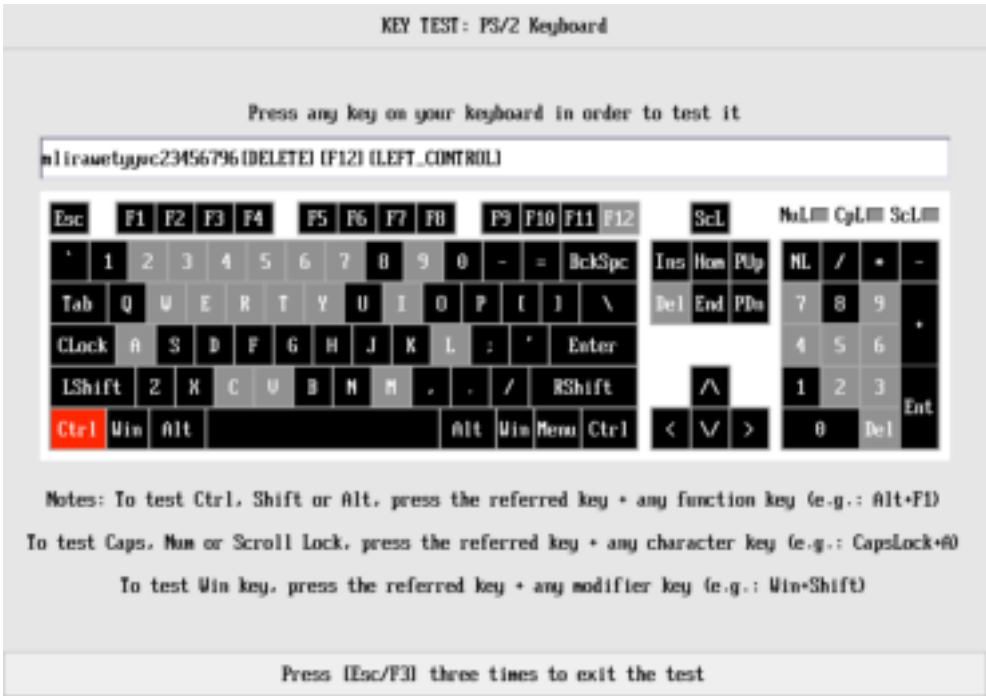 KEY TEST: PS/2 Keyboard
Press any key on your keyboard in order to test it
mlirawetyyvc23456796[DELETE] [F12] [LEFT_CONTROL]
Esc F1 F2 F3 F4 F5 F6 F7 F8 F9 F10 F11 F12 ScL NuL CpL ScL
` 1 2 3 4 5 6 7 8 9 0 - = BckSpc Ins Hom PUp NL / * -
Tab Q W E R T Y U I O P [ ] \ Del End PDn 7 8 9 +
CLock A S D F G H J K L ; ' Enter 4 5 6
LShift Z X C V B N M , . / RShift /\ 1 2 3 Ent
Ctrl Win Alt Alt Win Menu Ctrl < \/ > 0 Del
Notes: To test Ctrl, Shift or Alt, press the referred key + any function key (e.g.: Alt+F1)
To test Caps, Num or Scroll Lock, press the referred key + any character key (e.g.: CapsLock+A)
To test Win key, press the referred key + any modifier key (e.g.: Win+Shift)
Press [Esc/F3] three times to exit the test